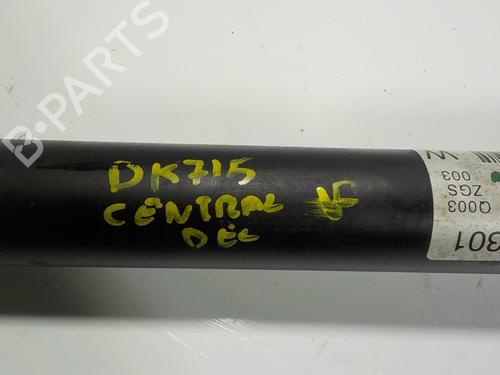 DK715
CENTRAL
DEL
W
003
ZGS
Q003
301
B-PARTS